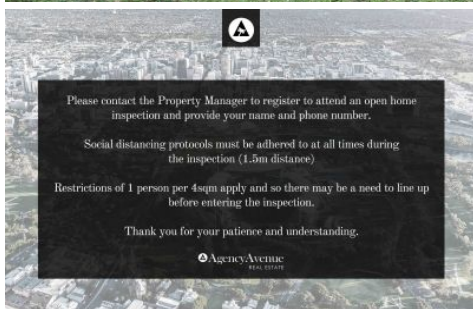 Please contact the Property Manager to register to attend an open home
inspection and provide your name and phone number.
Social distancing protocols must be adhered to at all times during
the inspection (1.5m distance)
Restrictions of 1 person per 4sqm apply and so there may be a need to line up
before entering the inspection.
Thank you for your patience and understanding.
AgencyAvenue
REAL ESTATE